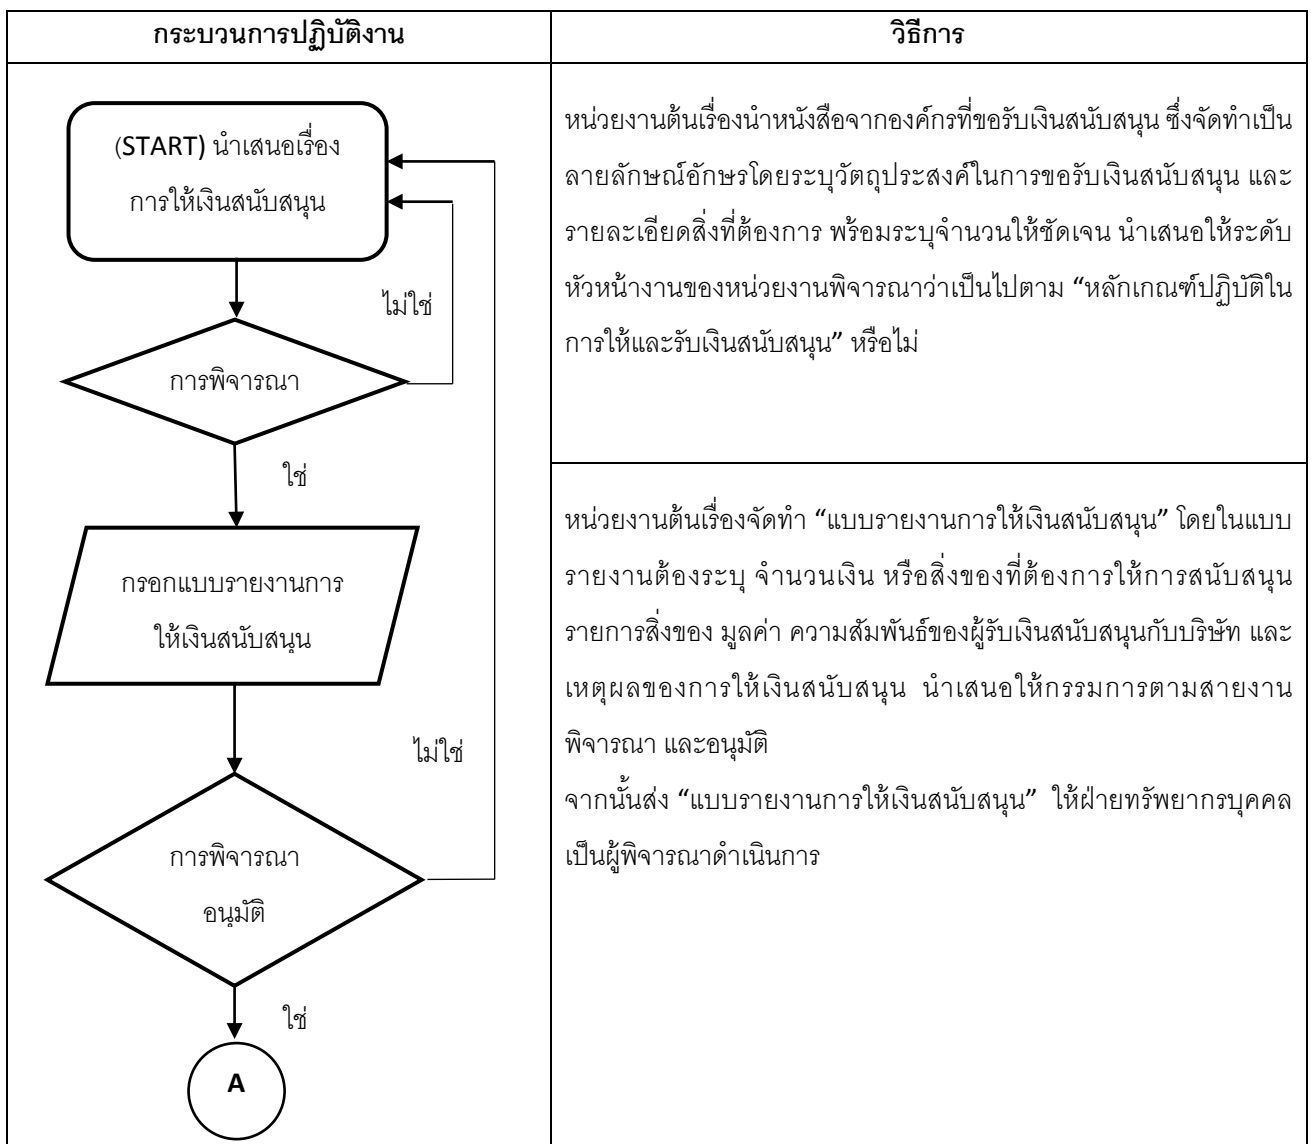 กระบวนการปฏิบัติงาน
วิธีการ
(START) นำเสนอเรื่อง
การให้เงินสนับสนุน
ไม่ใช่
การพิจารณา
ใช่
กรอกแบบรายงานการ
ให้เงินสนับสนุน
ไม่ใช่
การพิจารณา
อนุมัติ
ใช่
A
หน่วยงานต้นเรื่องนำหนังสือจากองค์กรที่ขอรับเงินสนับสนุน ซึ่งจัดทำเป็น
ลายลักษณ์อักษรโดยระบุวัตถุประสงค์ในการขอรับเงินสนับสนุน และ
รายละเอียดสิ่งที่ต้องการ พร้อมระบุจำนวนให้ชัดเจน นำเสนอให้ระดับ
หัวหน้างานของหน่วยงานพิจารณาว่าเป็นไปตาม “หลักเกณฑ์ปฏิบัติใน
การให้และรับเงินสนับสนุน” หรือไม่
หน่วยงานต้นเรื่องจัดทำ “แบบรายงานการให้เงินสนับสนุน” โดยในแบบ
รายงานต้องระบุ จำนวนเงิน หรือสิ่งของที่ต้องการให้การสนับสนุน
รายการสิ่งของ มูลค่า ความสัมพันธ์ของผู้รับเงินสนับสนุนกับบริษัท และ
เหตุผลของการให้เงินสนับสนุน นำเสนอให้กรรมการตามสายงาน
พิจารณา และอนุมัติ
จากนั้นส่ง “แบบรายงานการให้เงินสนับสนุน” ให้ฝ่ายทรัพยากรบุคคล
เป็นผู้พิจารณาดำเนินการ